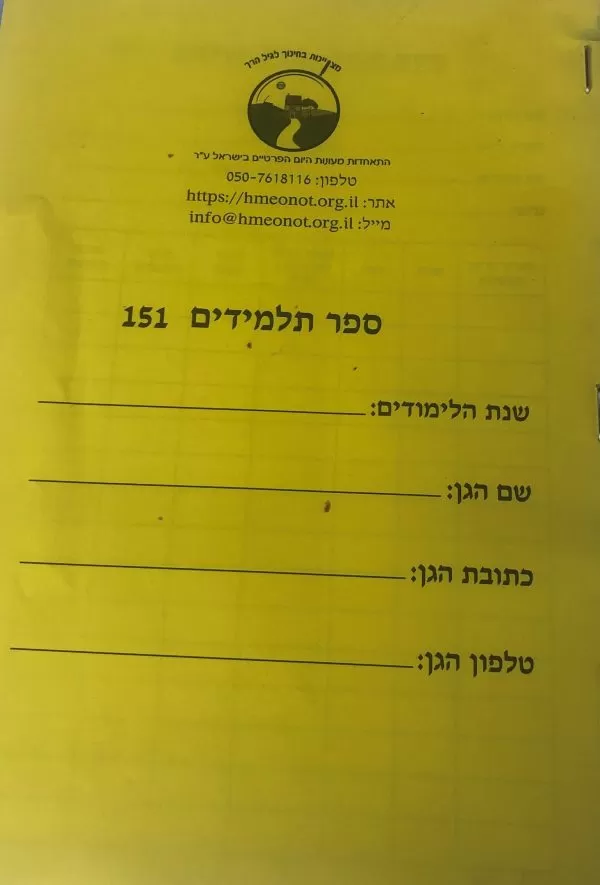 מצויינות בחינוך לגיל הרך
התאחדות מעונות היום הפרטיים בישראל ע"ר
טלפון: 050-7618116
אתר: https://hmeonot.org.il
מייל: info@hmeonot.org.il
ספר תלמידים 151
שנת הלימודים:
שם הגן:
כתובת הגן:
טלפון הגן: